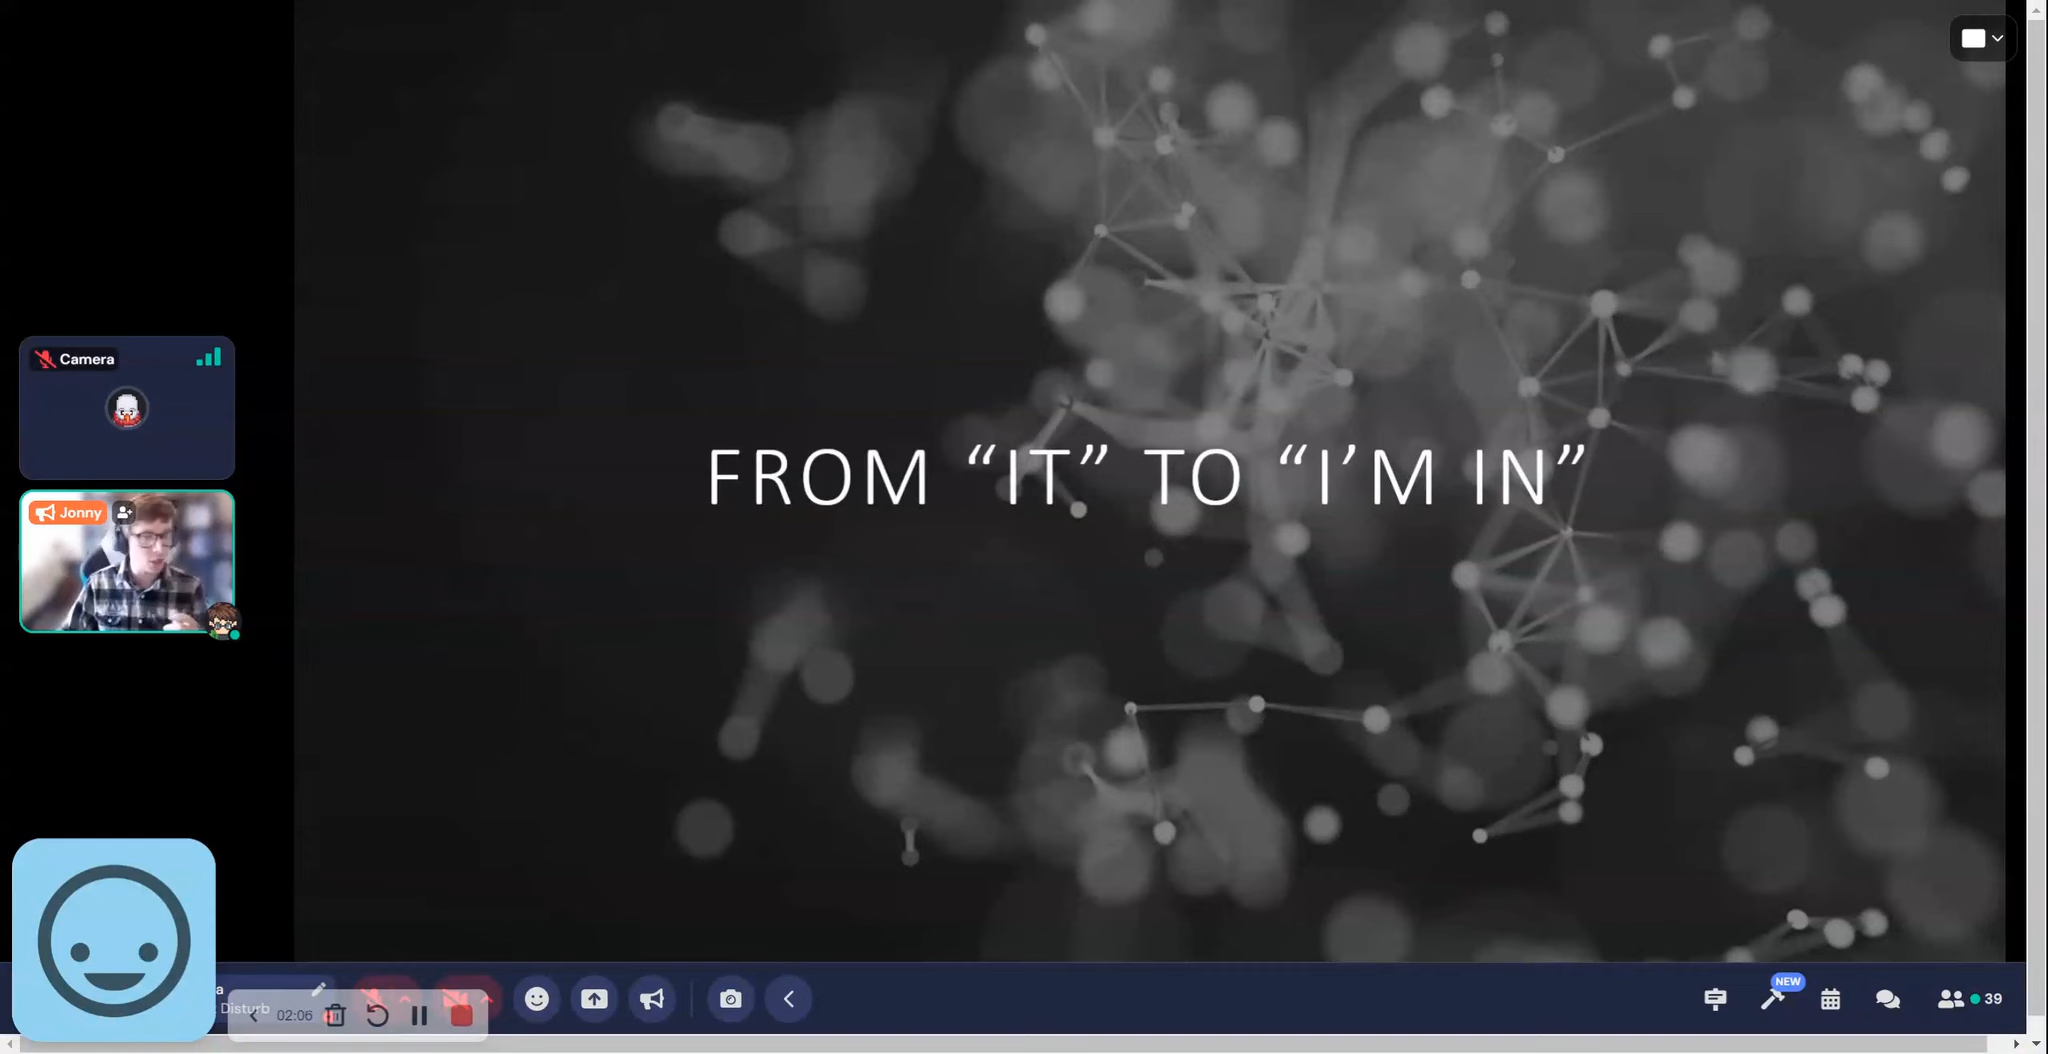 Camera
Jonny
FROM “IT” TO “I’M IN”
a
Disturb
02:06
NEW
39